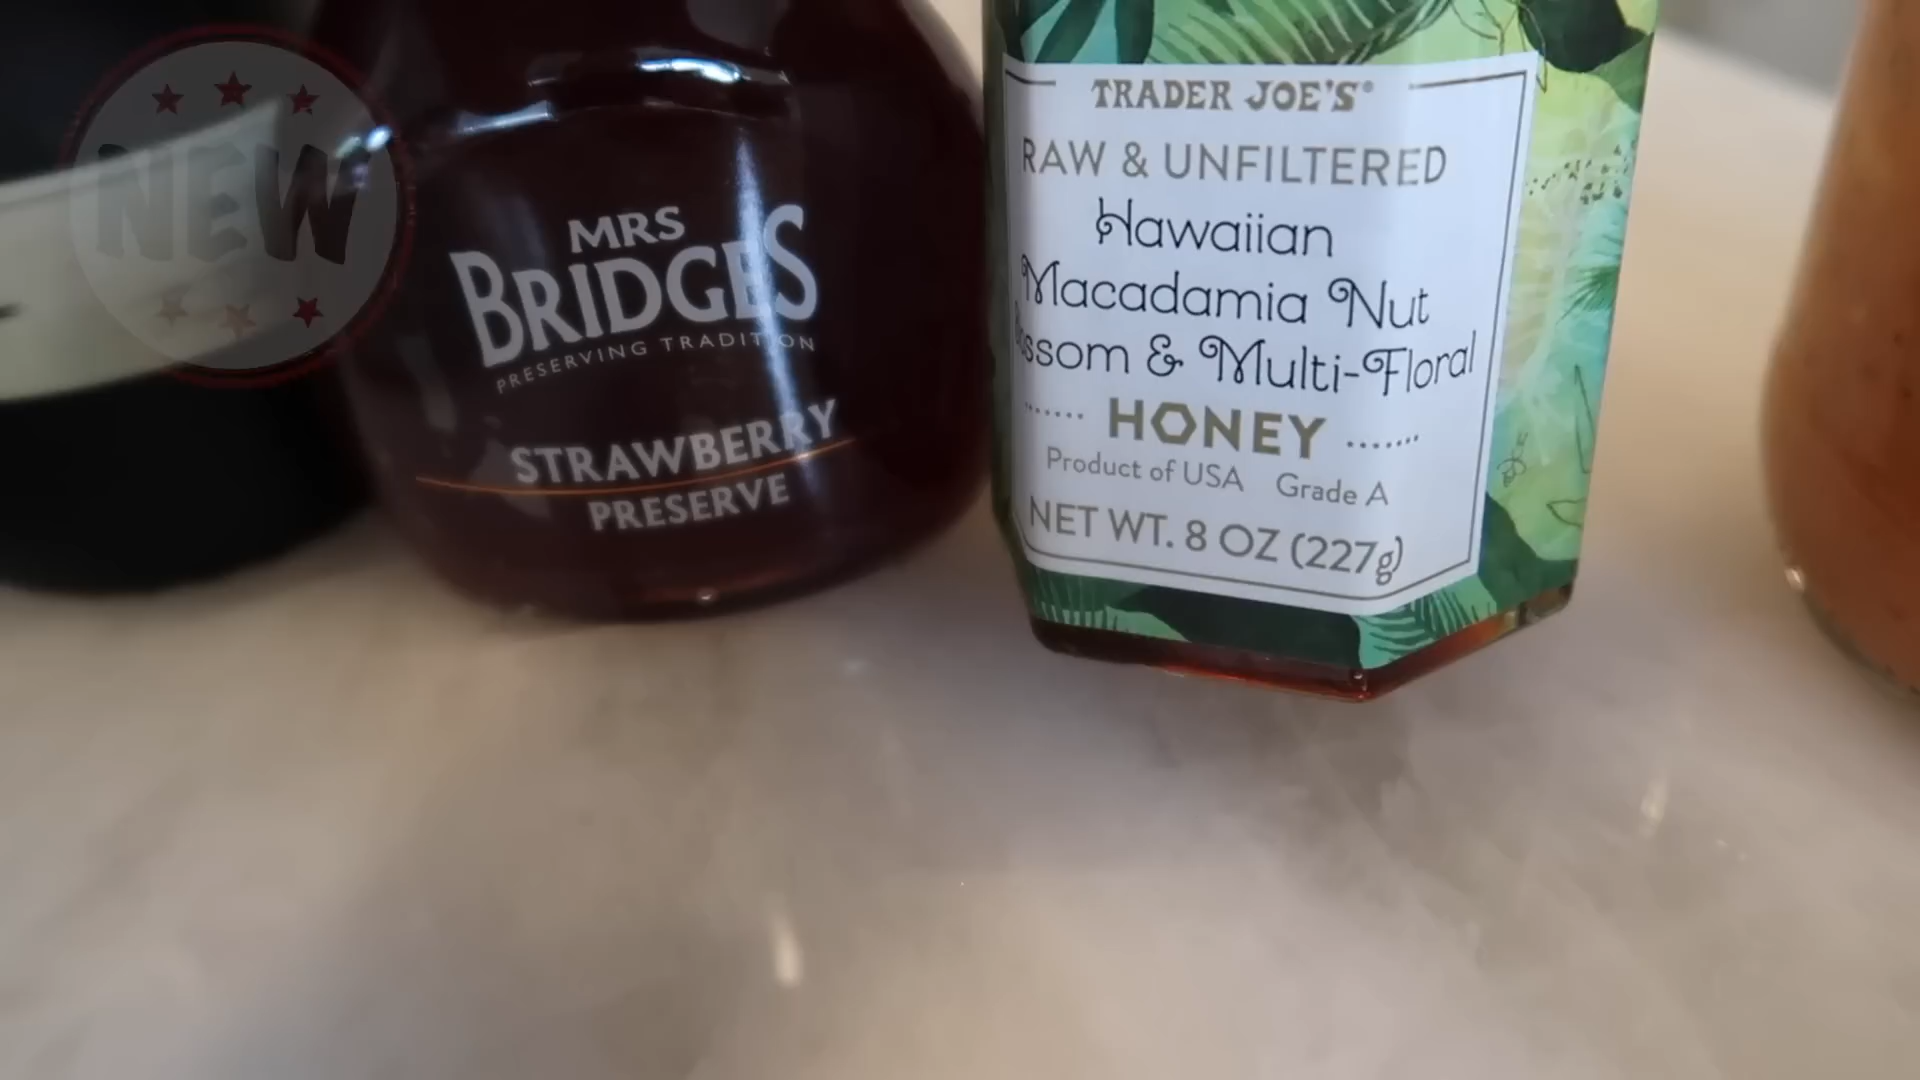 NEW
MRS
BRIDGES
PRESERVING TRADITION
STRAWBERRY
PRESERVE
TRADER JOE'S®
RAW & UNFILTERED
Hawaiian
Macadamia Nut
& Multi-Floral
HONEY
Product of USA Grade A
NET WT. 8 OZ (227g)